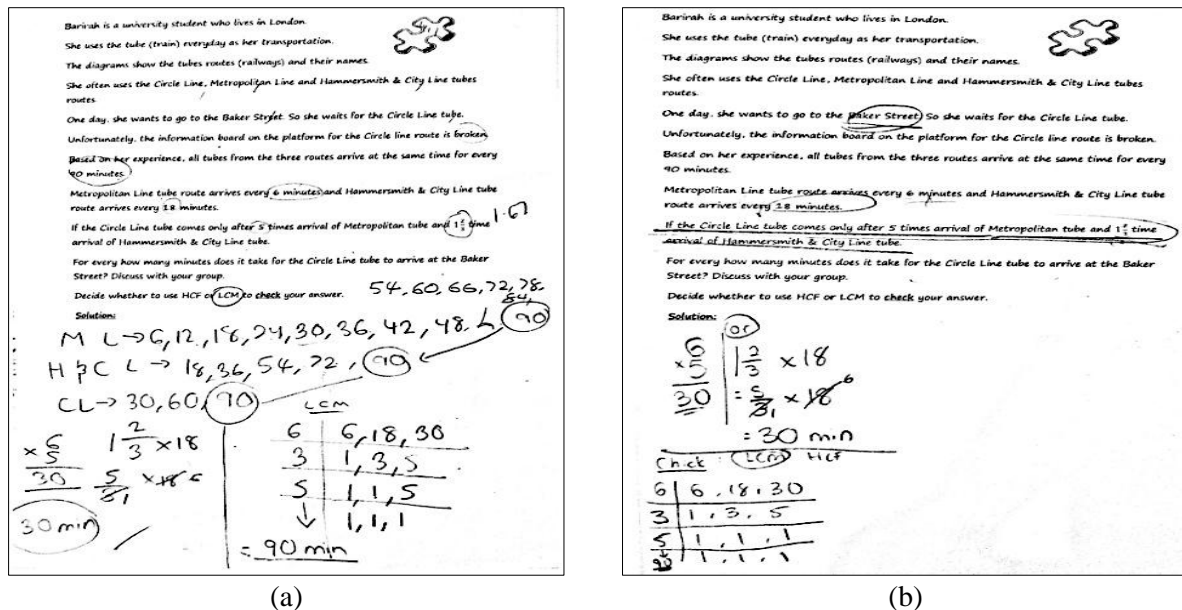 Barirah is a university student who lives in London.
She uses the tube (train) everyday as her transportation.
The diagrams show the tubes routes (railways) and their names.
She often uses the Circle Line, Metropolitan Line and Hammersmith & City Line tubes
routes.
One day, she wants to go to the Baker Street. So she waits for the Circle Line tube.
Unfortunately, the information board on the platform for the Circle line route is broken.
Based on her experience, all tubes from the three routes arrive at the same time for every
90 minutes.
Metropolitan Line tube route arrives every 6 minutes and Hammersmith & City Line tube
route arrives every 18 minutes.
If the Circle Line tube comes only after 5 times arrival of Metropolitan tube and 1 2/3 time 1.67
arrival of Hammersmith & City Line tube.
For every how many minutes does it take for the Circle Line tube to arrive at the Baker
Street? Discuss with your group.
Decide whether to use HCF or LCM to check your answer. 54, 60, 66, 72, 78,
84,
Solution:
M L → 6, 12, 18, 24, 30, 36, 42, 48, 90
H & C L → 18, 36, 54, 72, 90
CL → 30, 60, 90
6
× 5
30
30 min
1 2/3 × 18
5/3 1 × 18 6
LCM
6 | 6, 18, 30
3 | 1, 3, 5
5 | 1, 1, 5
↓ 1, 1, 1
= 90 min
(a)
Barirah is a university student who lives in London.
She uses the tube (train) everyday as her transportation.
The diagrams show the tubes routes (railways) and their names.
She often uses the Circle Line, Metropolitan Line and Hammersmith & City Line tubes
routes.
One day, she wants to go to the Baker Street. So she waits for the Circle Line tube.
Unfortunately, the information board on the platform for the Circle line route is broken.
Based on her experience, all tubes from the three routes arrive at the same time for every
90 minutes.
Metropolitan Line tube route arrives every 6 minutes and Hammersmith & City Line tube
route arrives every 18 minutes.
If the Circle Line tube comes only after 5 times arrival of Metropolitan tube and 1 2/3 time
arrival of Hammersmith & City Line tube.
For every how many minutes does it take for the Circle Line tube to arrive at the Baker
Street? Discuss with your group.
Decide whether to use HCF or LCM to check your answer.
Solution:
or
6
× 5
30
1 2/3 × 18
= 5/3 1 × 18 6
= 30 min
Check: LCM HCF
6 | 6, 18, 30
3 | 1, 3, 5
5 | 1, 1, 1
1, 1, 1
(b)